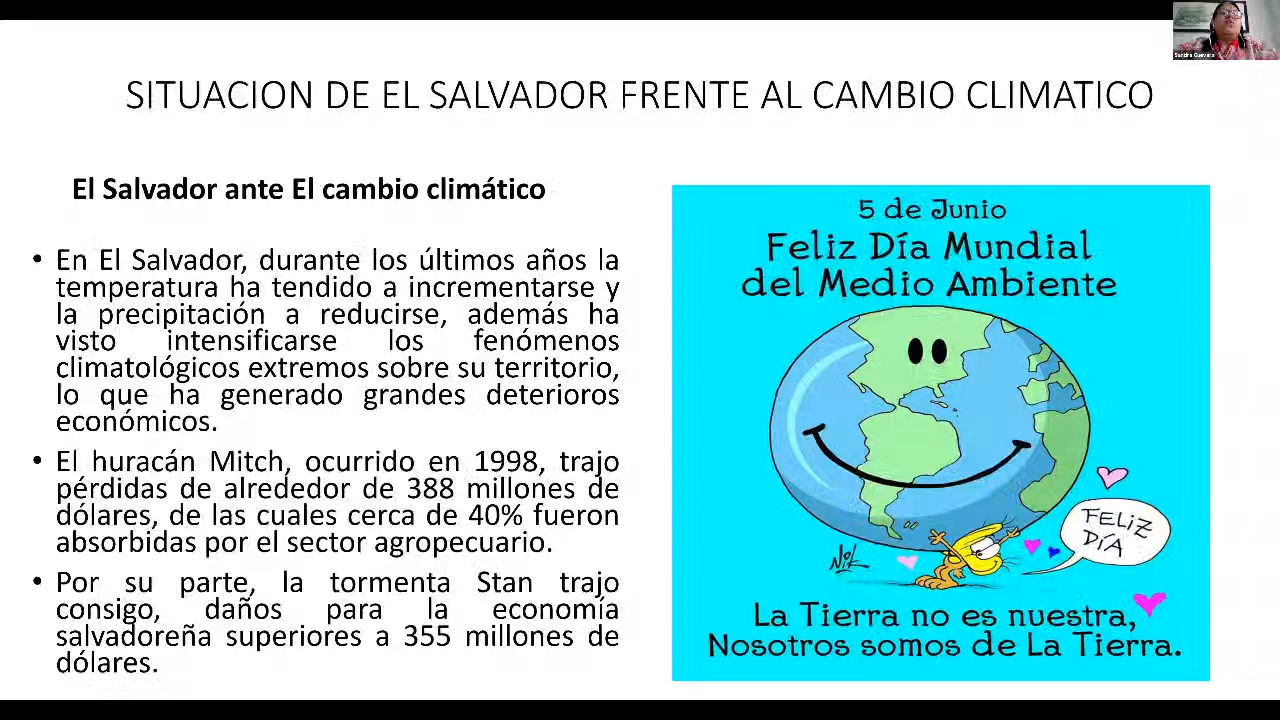 SITUACION DE EL SALVADOR FRENTE AL CAMBIO CLIMATICO
El Salvador ante El cambio climático
• En El Salvador, durante los últimos años la
temperatura ha tendido a incrementarse y
la precipitación a reducirse, además ha
visto intensificarse los fenómenos
climatológicos extremos sobre su territorio,
lo que ha generado grandes deterioros
económicos.
• El huracán Mitch, ocurrido en 1998, trajo
pérdidas de alrededor de 388 millones de
dólares, de las cuales cerca de 40% fueron
absorbidas por el sector agropecuario.
• Por su parte, la tormenta Stan trajo
consigo, daños para la economía
salvadoreña superiores a 355 millones de
dólares.
5 de Junio
Feliz Día Mundial
del Medio Ambiente
FELIZ
DÍA
Nik
La Tierra no es nuestra,
Nosotros somos de La Tierra.
Sandra Guevara